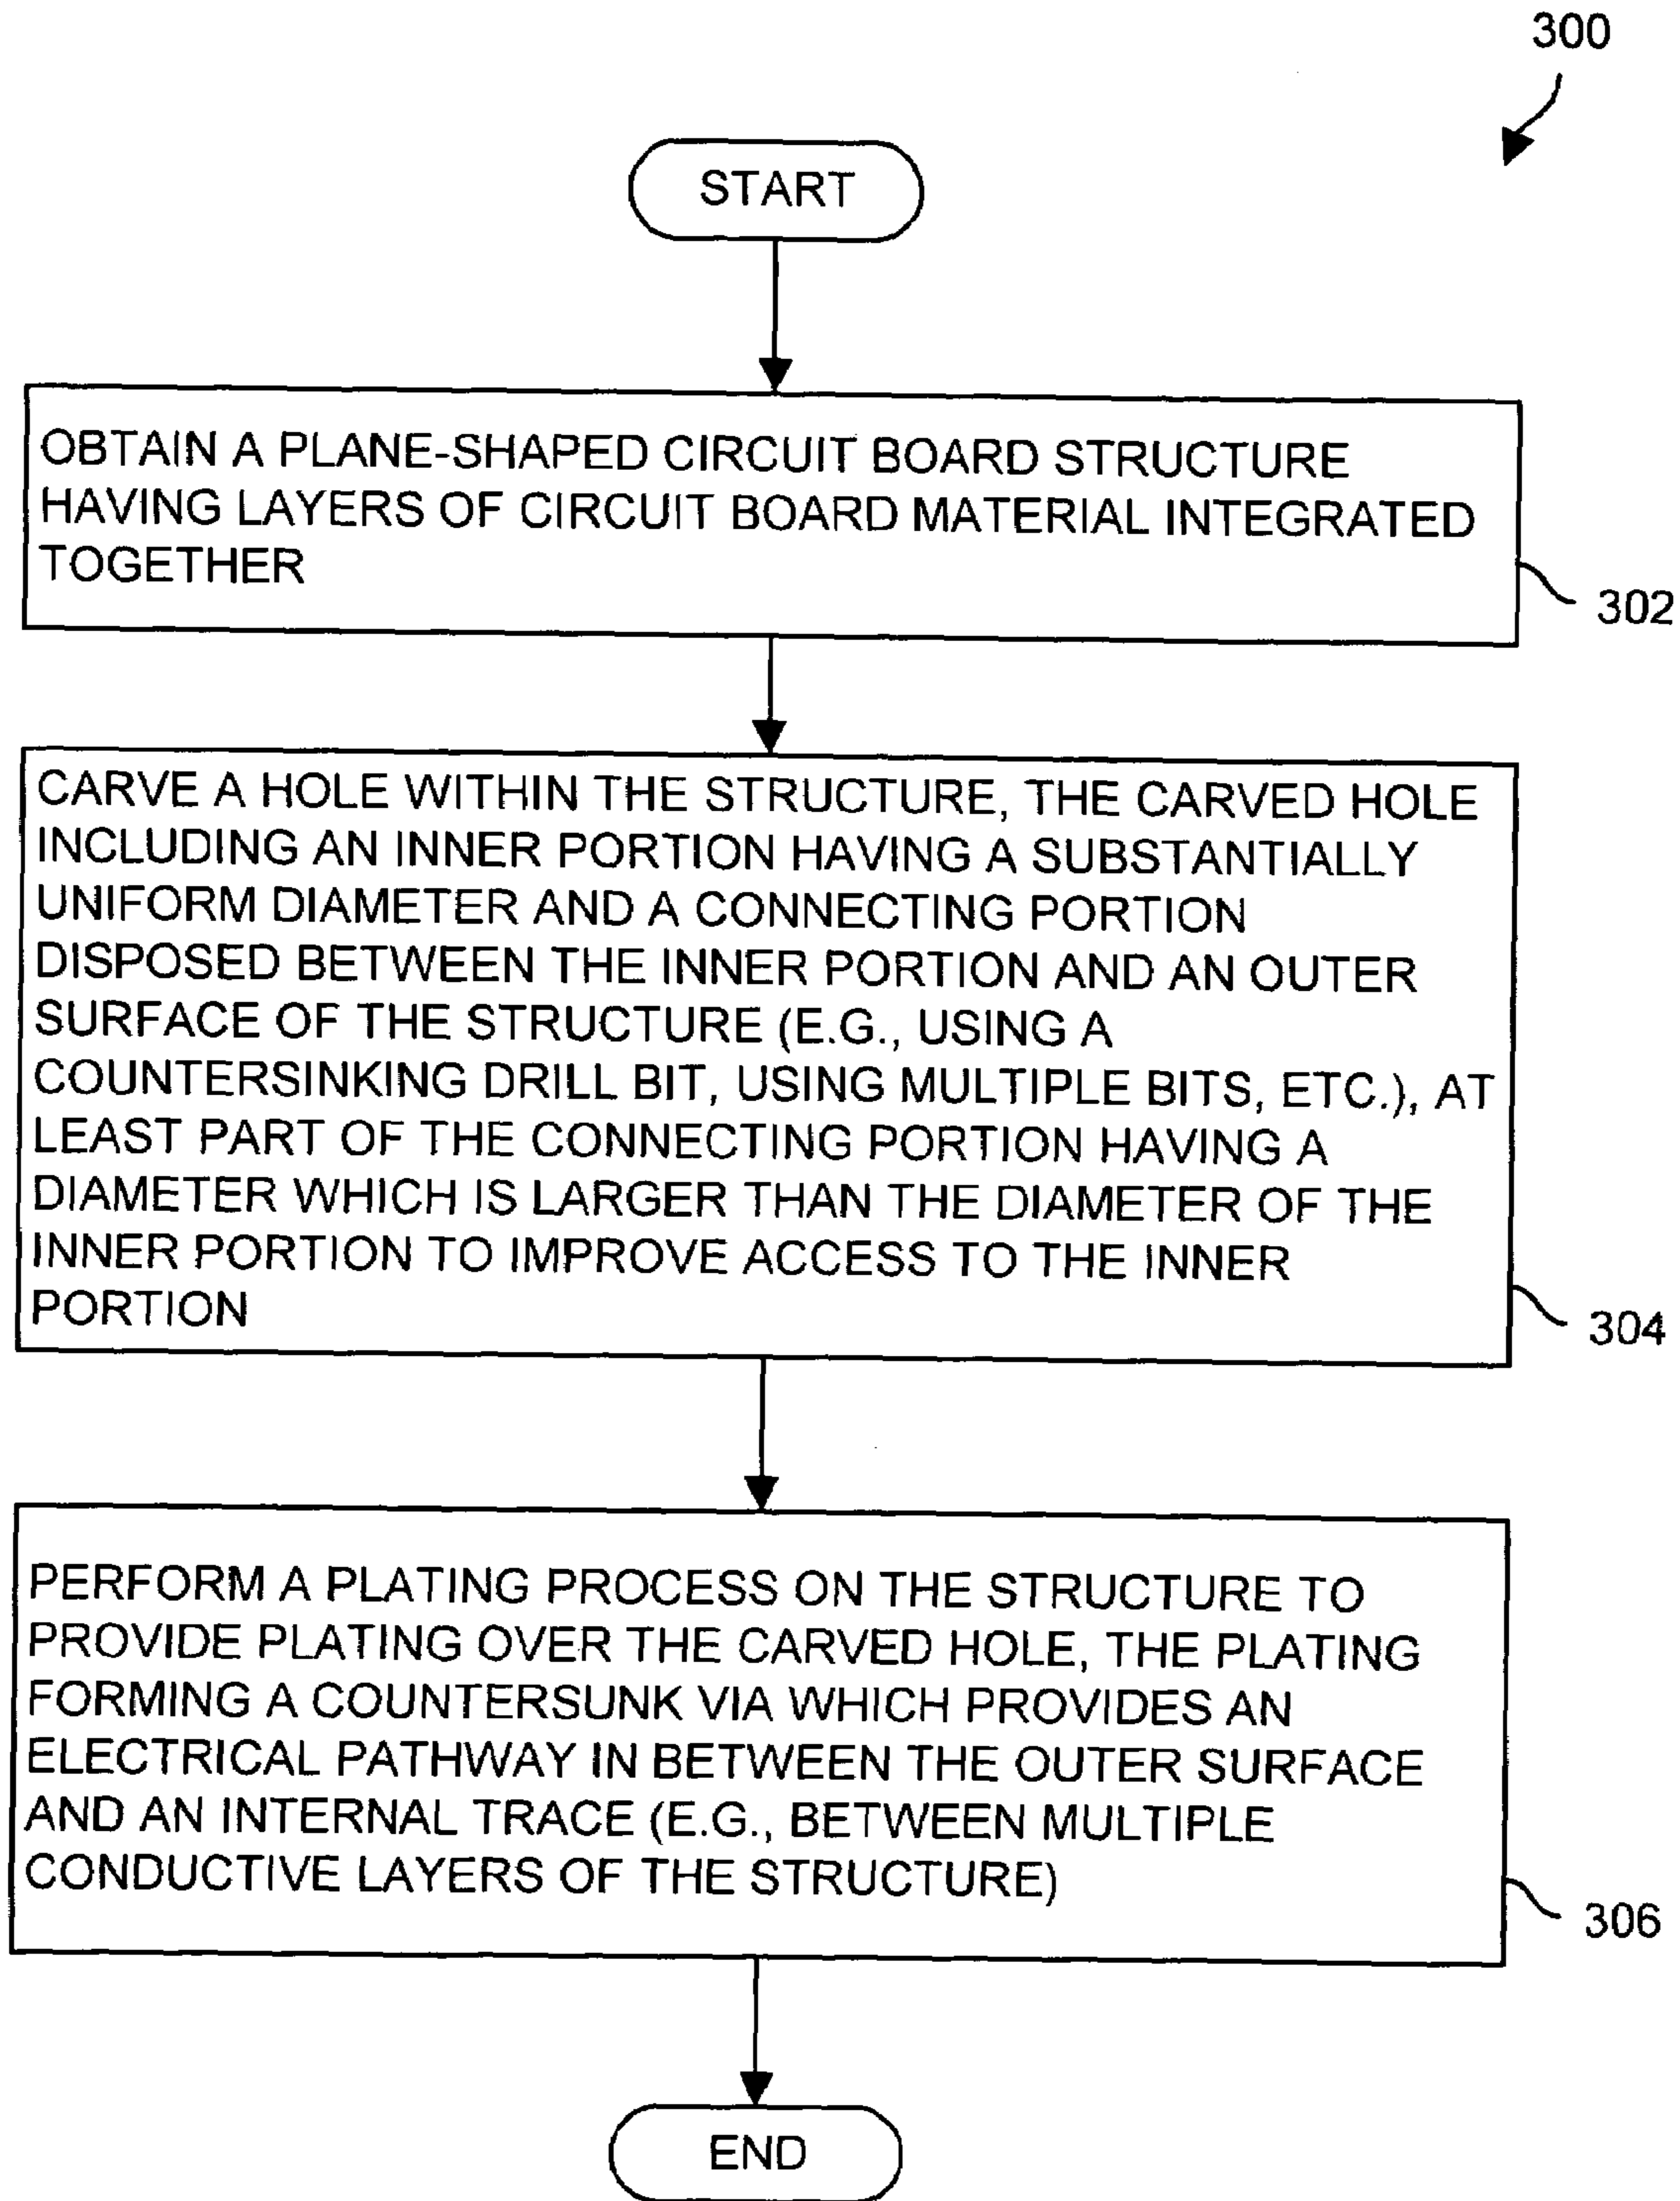 300
START
OBTAIN A PLANE-SHAPED CIRCUIT BOARD STRUCTURE
HAVING LAYERS OF CIRCUIT BOARD MATERIAL INTEGRATED
TOGETHER
302
CARVE A HOLE WITHIN THE STRUCTURE, THE CARVED HOLE
INCLUDING AN INNER PORTION HAVING A SUBSTANTIALLY
UNIFORM DIAMETER AND A CONNECTING PORTION
DISPOSED BETWEEN THE INNER PORTION AND AN OUTER
SURFACE OF THE STRUCTURE (E.G., USING A
COUNTERSINKING DRILL BIT, USING MULTIPLE BITS, ETC.), AT
LEAST PART OF THE CONNECTING PORTION HAVING A
DIAMETER WHICH IS LARGER THAN THE DIAMETER OF THE
INNER PORTION TO IMPROVE ACCESS TO THE INNER
PORTION
304
PERFORM A PLATING PROCESS ON THE STRUCTURE TO
PROVIDE PLATING OVER THE CARVED HOLE, THE PLATING
FORMING A COUNTERSUNK VIA WHICH PROVIDES AN
ELECTRICAL PATHWAY IN BETWEEN THE OUTER SURFACE
AND AN INTERNAL TRACE (E.G., BETWEEN MULTIPLE
CONDUCTIVE LAYERS OF THE STRUCTURE)
306
END